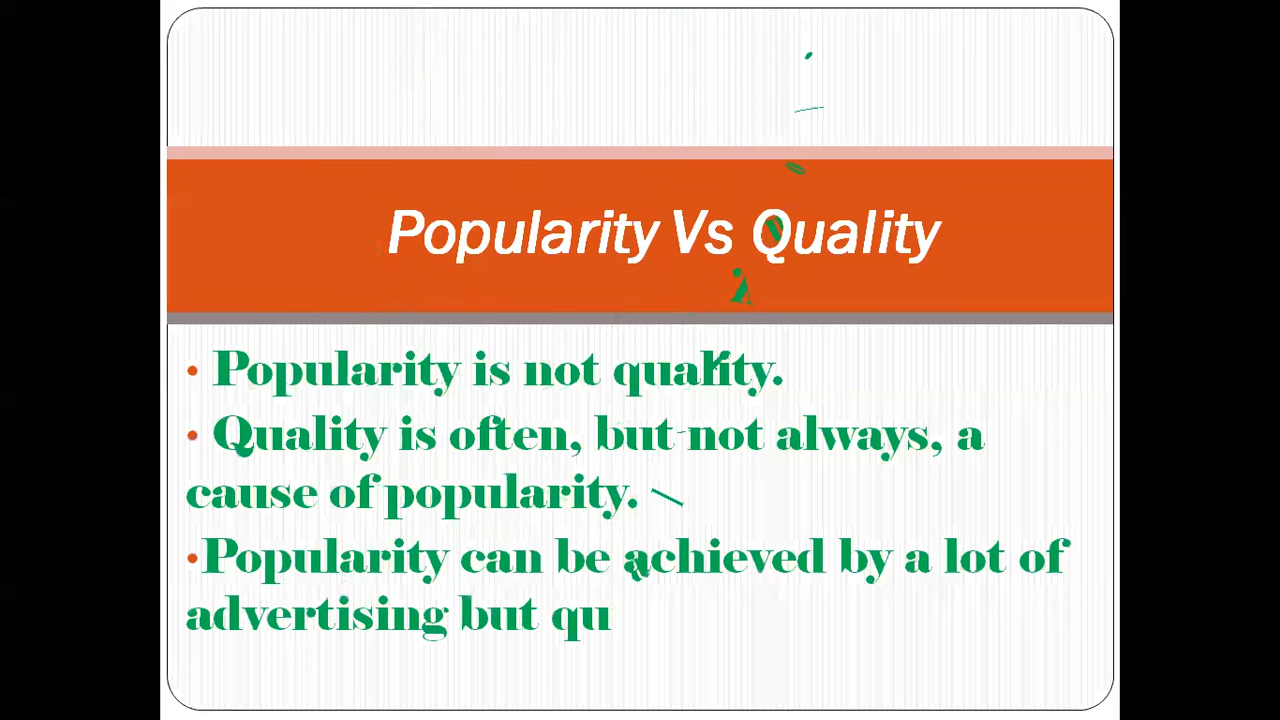 Popularity Vs Quality
• Popularity is not quality.
• Quality is often, but not always, a
cause of popularity.
•Popularity can be achieved by a lot of
advertising but qu